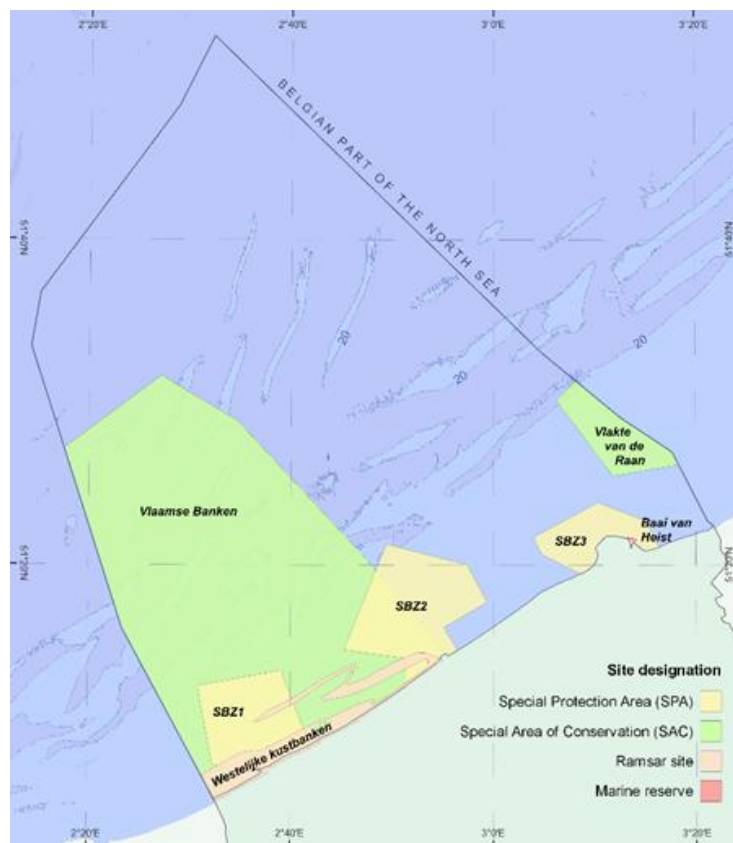 2°20'E 2°40'E 3°0'E 3°20'E
BELGIAN PART OF THE NORTH SEA
51°40'N 51°40'N
20
20
20
Vlakte
van de
Raan
Vlaamse Banken
Baai van
Heist
SBZ3
51°20'N 51°20'N
SBZ2
SBZ1
Westelijke kustbanken
Site designation
Special Protection Area (SPA)
Special Area of Conservation (SAC)
Ramsar site
Marine reserve
2°20'E 2°40'E 3°0'E 3°20'E